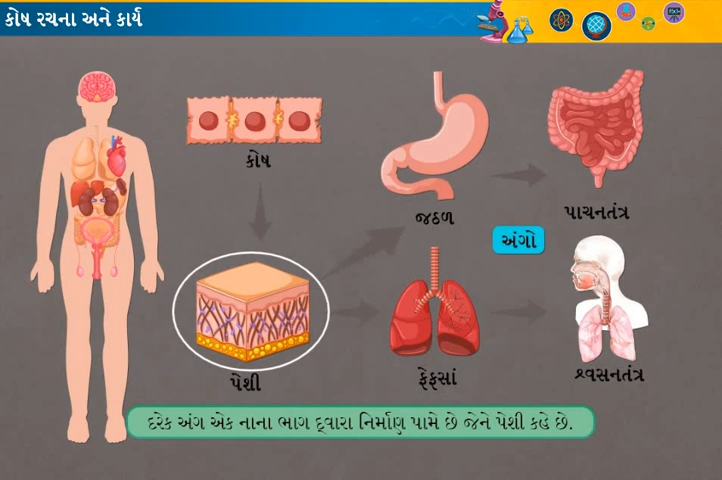 કોષ રચના અને કાર્ય
કોષ
જઠળ
પાચનતંત્ર
અંગો
પેશી
ફેફસાં
શ્વસનતંત્ર
દરેક અંગ એક નાના ભાગ દ્વારા નિર્માણ પામે છે જેને પેશી કહે છે.